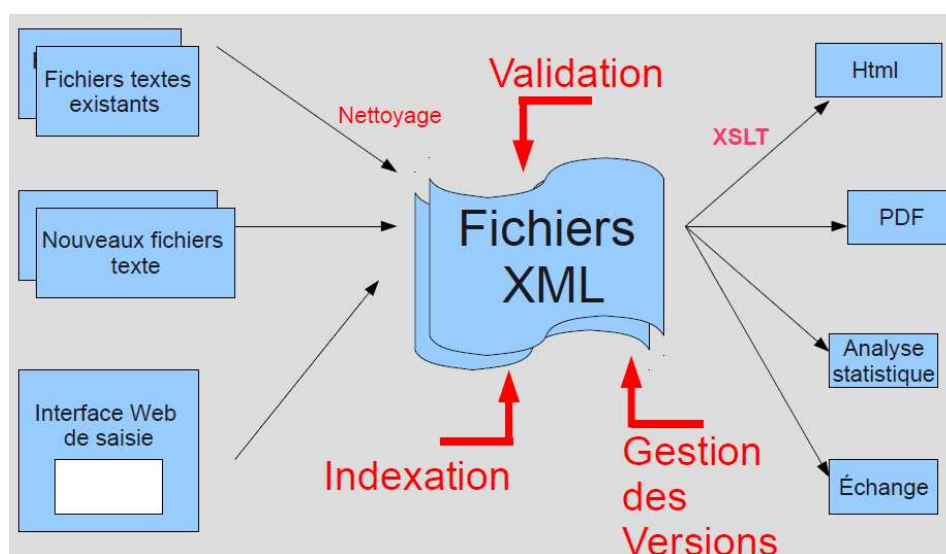 Fichiers textes
existants
Nettoyage
Validation
Html
XSLT
Nouveaux fichiers
texte
Fichiers
XML
PDF
Interface Web
de saisie
Analyse
statistique
Indexation
Gestion
des
Versions
Échange